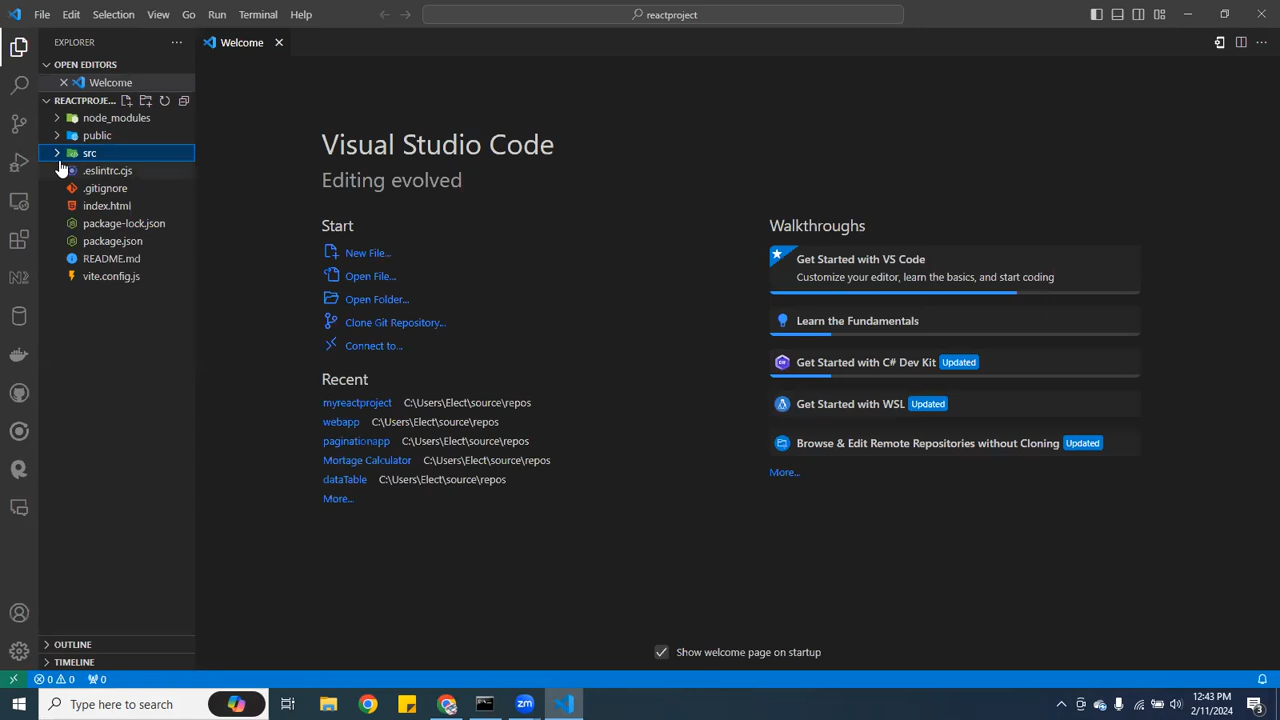 File Edit Selection View Go Run Terminal Help
reactproject
EXPLORER
Welcome
OPEN EDITORS
Welcome
REACTPROJE...
node_modules
public
src
.eslintrc.cjs
.gitignore
index.html
package-lock.json
package.json
README.md
vite.config.js
OUTLINE
TIMELINE
Visual Studio Code
Editing evolved
Start
New File...
Open File...
Open Folder...
Clone Git Repository...
Connect to...
Recent
myreactproject C:\Users\Elect\source\repos
webapp C:\Users\Elect\source\repos
paginationapp C:\Users\Elect\source\repos
Mortage Calculator C:\Users\Elect\source\repos
dataTable C:\Users\Elect\source\repos
More...
Walkthroughs
Get Started with VS Code
Customize your editor, learn the basics, and start coding
Learn the Fundamentals
Get Started with C# Dev Kit Updated
Get Started with WSL Updated
Browse & Edit Remote Repositories without Cloning Updated
More...
Show welcome page on startup
0 0 0
Type here to search
zm
12:43 PM
2/11/2024
3